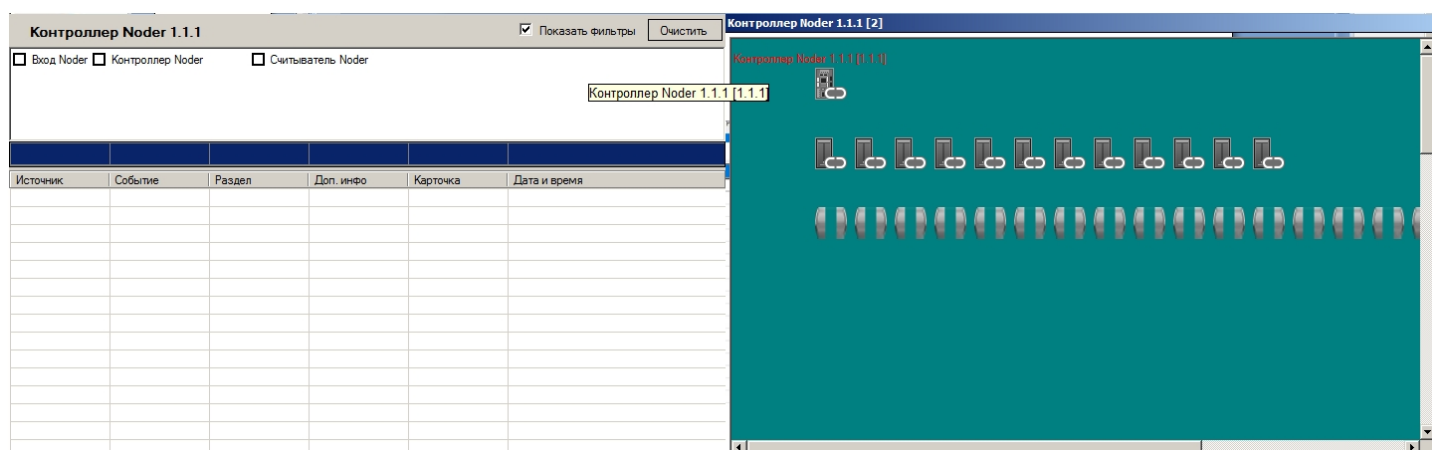 Контроллер Noder 1.1.1
Показать фильтры
Очистить
Вход Noder
Контроллер Noder
Считыватель Noder
Контроллер Noder 1.1.1 [1.1.1]
Источник Событие Раздел Доп. инфо Карточка Дата и время
Контроллер Noder 1.1.1 [2]
Контроллер Noder 1.1.1 [1.1.1]